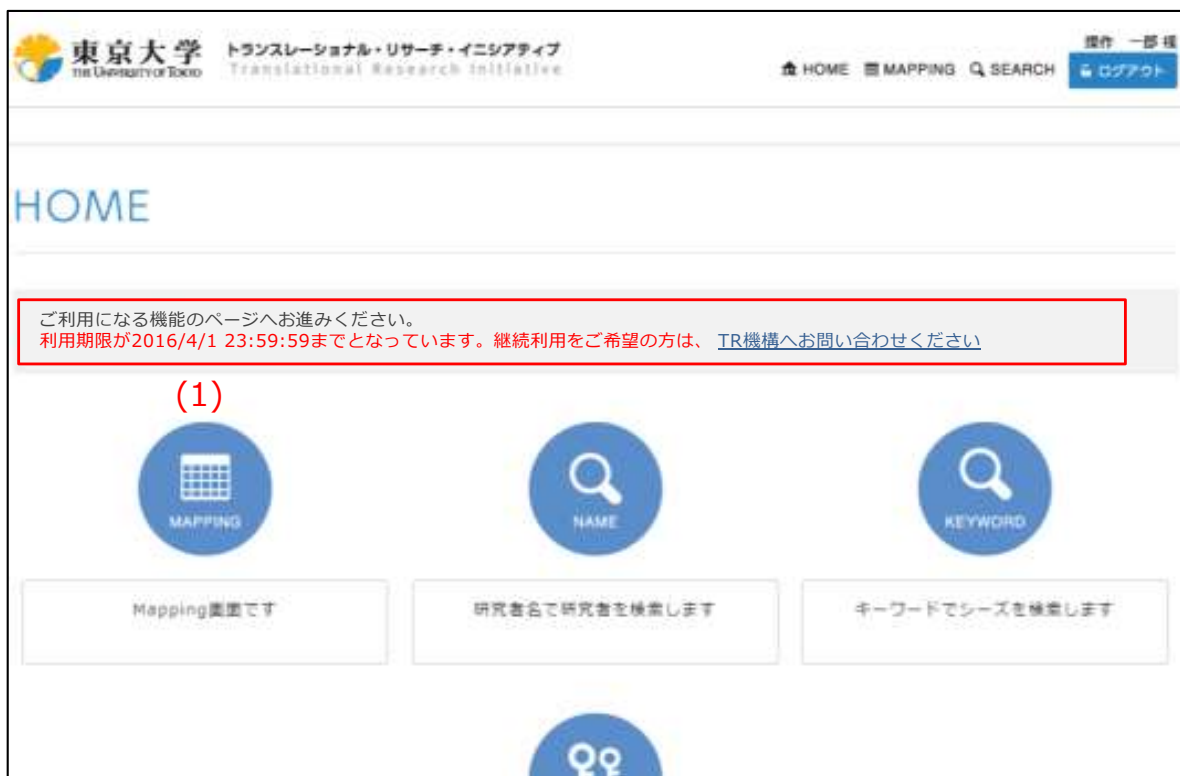 東京大学
THE UNIVERSITY OF TOKYO
トランスレーショナル・リサーチ・イニシアティブ
Translational Research Initiative
操作 一郎 様
HOME MAPPING SEARCH ログアウト
HOME
ご利用になる機能のページへお進みください。
利用期限が2016/4/1 23:59:59までとなっています。継続利用をご希望の方は、 TR機構へお問い合わせください
(1)
MAPPING
NAME
KEYWORD
Mapping画面です
研究者名で研究者を検索します
キーワードでシーズを検索します